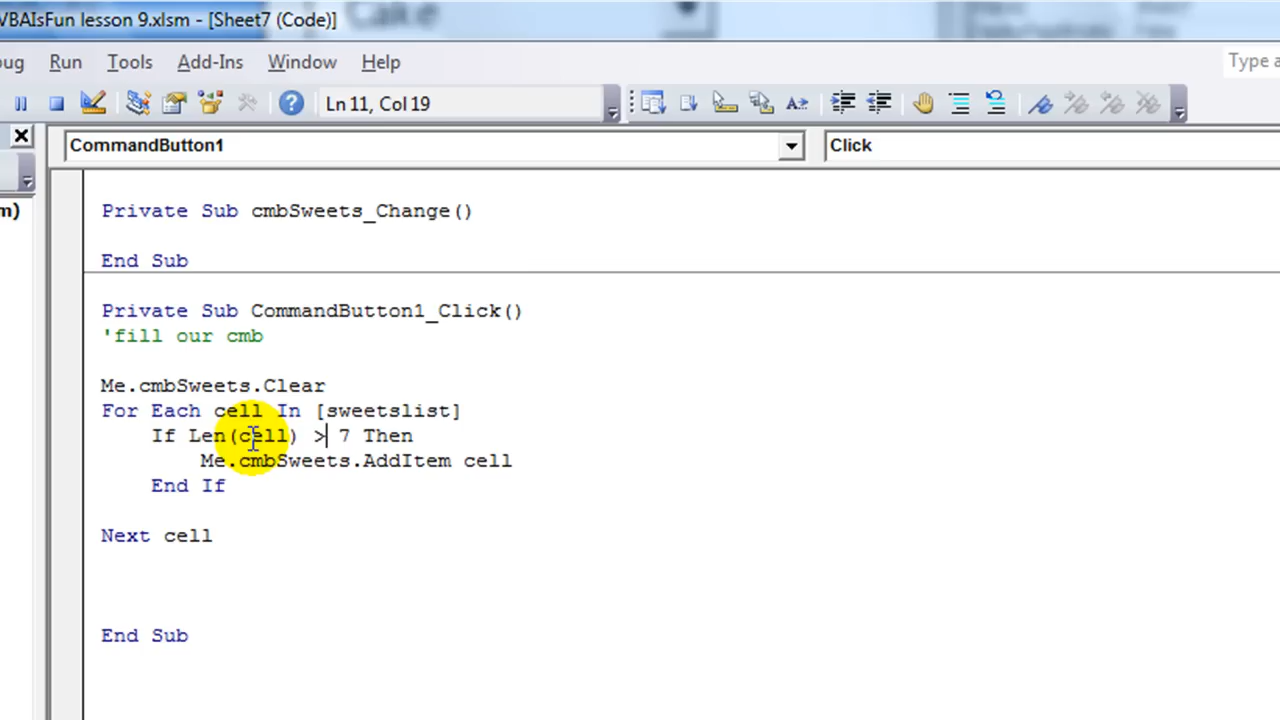 VBAIsFun lesson 9.xlsm - [Sheet7 (Code)]
Cake
Run Tools Add-Ins Window Help
Type a
Ln 11, Col 19
CommandButton1
Click
m)
Private Sub cmbSweets_Change()
End Sub
Private Sub CommandButton1_Click()
'fill our cmb
Me.cmbSweets.Clear
For Each cell In [sweetslist]
If Len(cell) > 7 Then
Me.cmbSweets.AddItem cell
End If
Next cell
End Sub